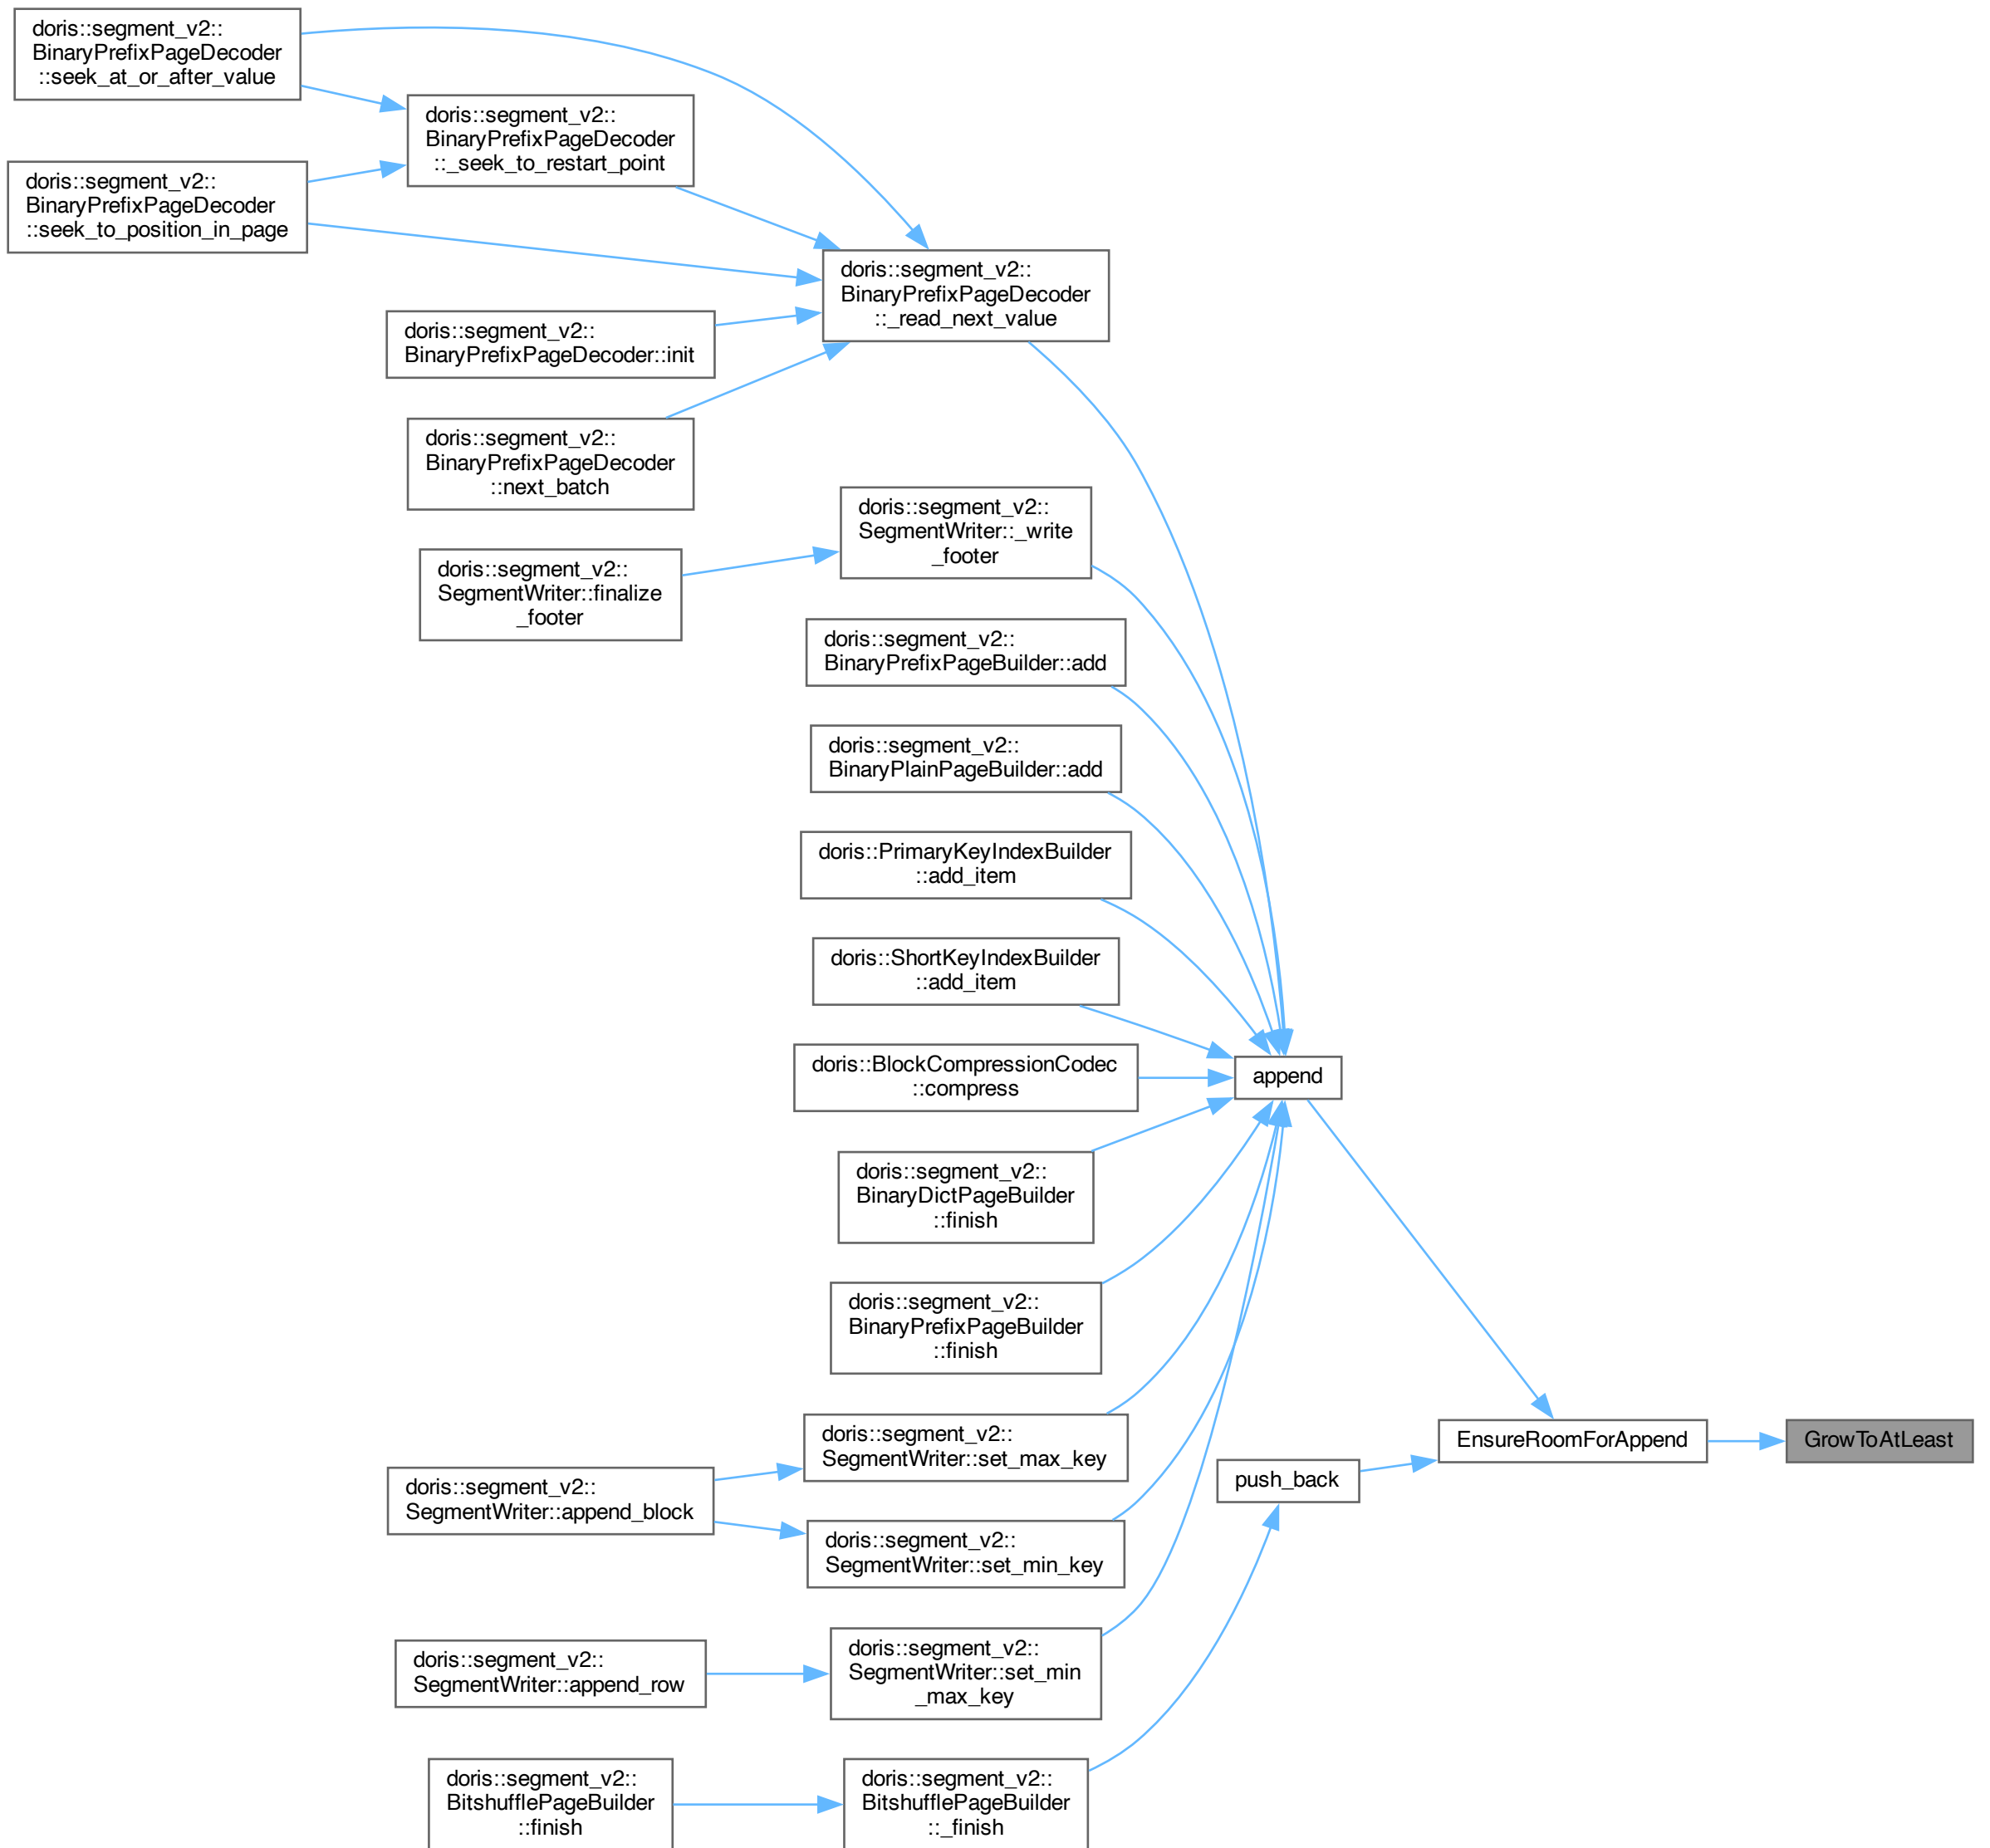 doris::segment_v2::
BinaryPrefixPageDecoder
::seek_at_or_after_value
doris::segment_v2::
BinaryPrefixPageDecoder
::_seek_to_restart_point
doris::segment_v2::
BinaryPrefixPageDecoder
::seek_to_position_in_page
doris::segment_v2::
BinaryPrefixPageDecoder
::_read_next_value
doris::segment_v2::
BinaryPrefixPageDecoder::init
doris::segment_v2::
BinaryPrefixPageDecoder
::next_batch
doris::segment_v2::
SegmentWriter::_write
_footer
doris::segment_v2::
SegmentWriter::finalize
_footer
doris::segment_v2::
BinaryPrefixPageBuilder::add
doris::segment_v2::
BinaryPlainPageBuilder::add
doris::PrimaryKeyIndexBuilder
::add_item
doris::ShortKeyIndexBuilder
::add_item
doris::BlockCompressionCodec
::compress
append
doris::segment_v2::
BinaryDictPageBuilder
::finish
doris::segment_v2::
BinaryPrefixPageBuilder
::finish
doris::segment_v2::
SegmentWriter::set_max_key
EnsureRoomForAppend
GrowToAtLeast
push_back
doris::segment_v2::
SegmentWriter::append_block
doris::segment_v2::
SegmentWriter::set_min_key
doris::segment_v2::
SegmentWriter::append_row
doris::segment_v2::
SegmentWriter::set_min
_max_key
doris::segment_v2::
BitshufflePageBuilder
::finish
doris::segment_v2::
BitshufflePageBuilder
::_finish